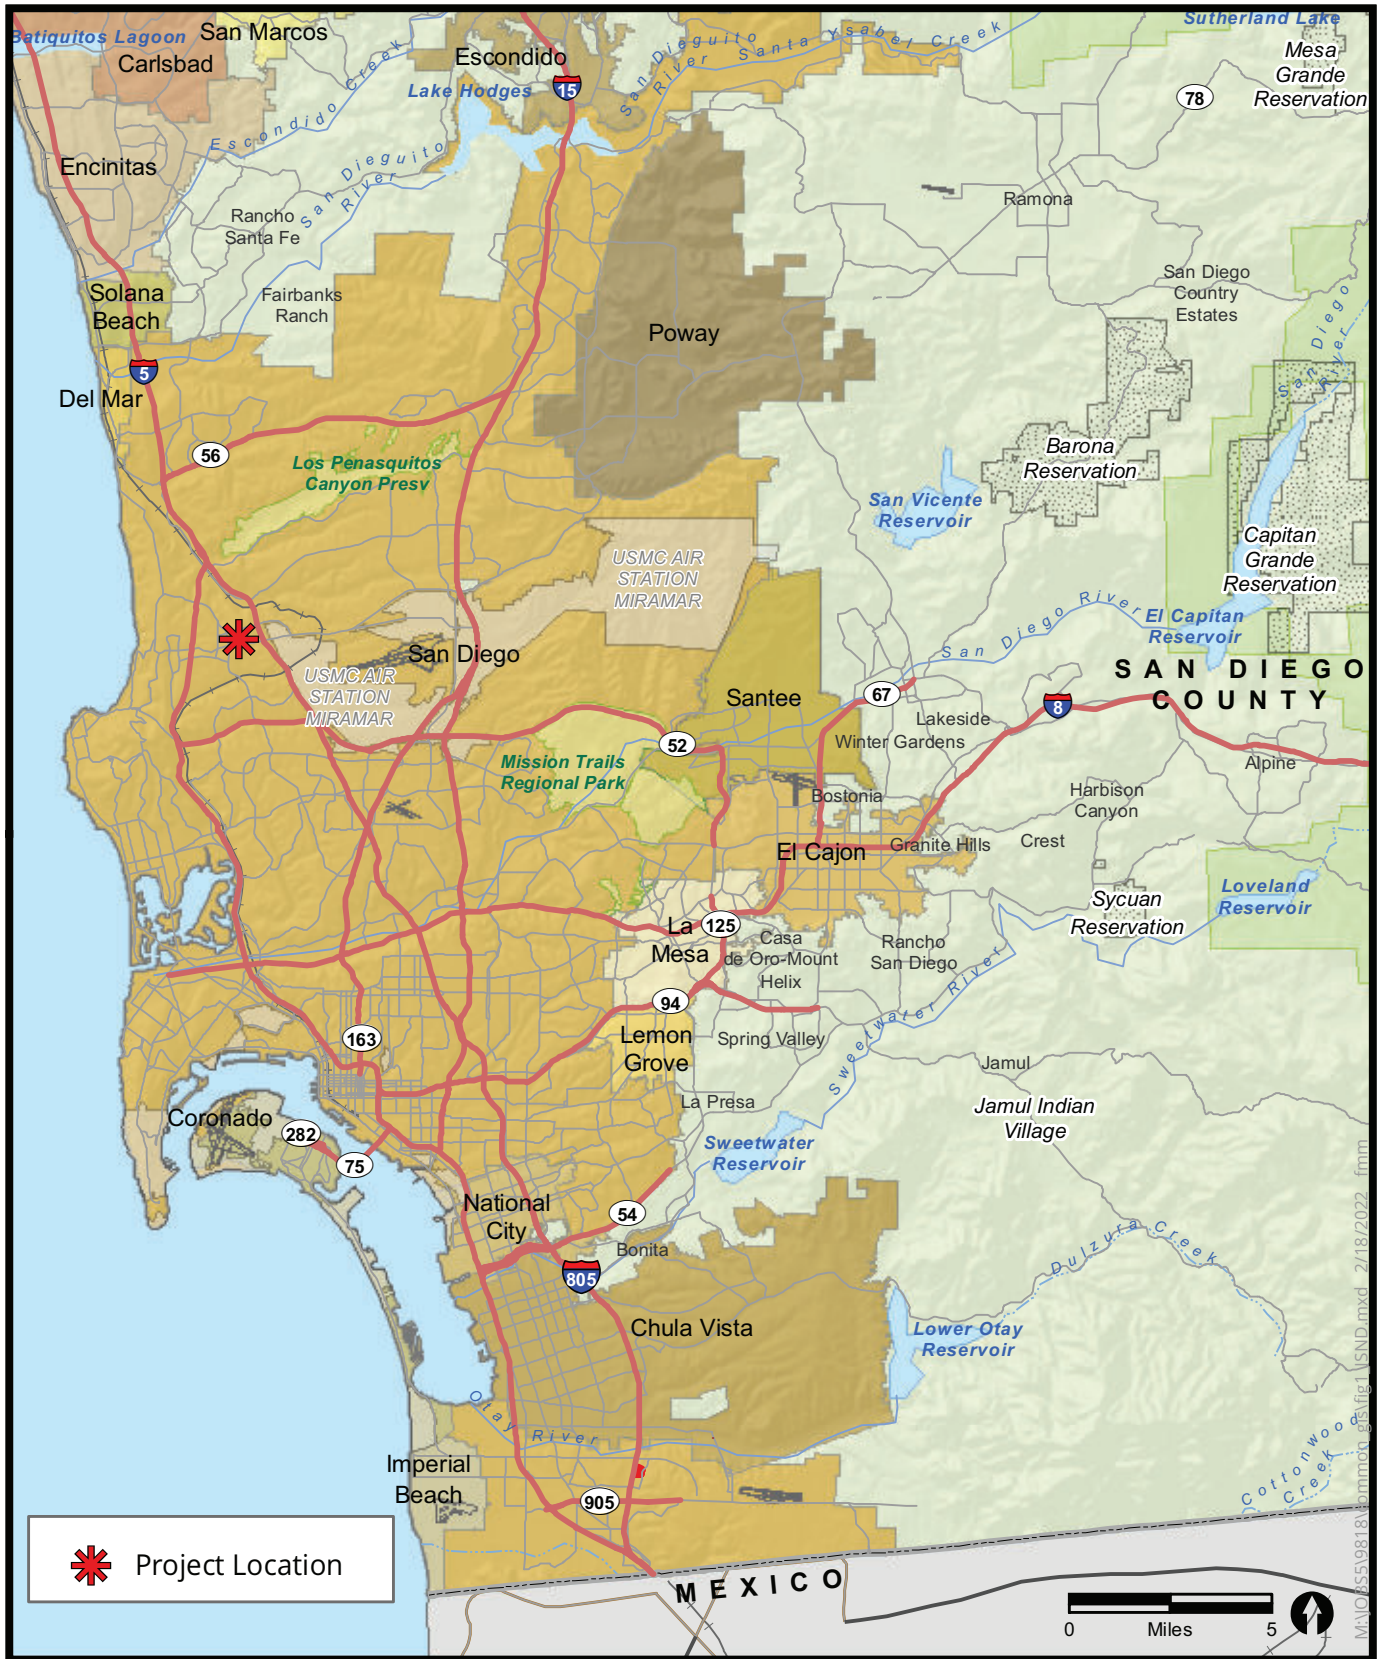 Batiquitos Lagoon
San Marcos
Carlsbad
Escondido
Lake Hodges
15
San Dieguito
River
Santa Ysabel Creek
Sutherland Lake
Mesa
Grande
Reservation
78
Escondido Creek
Encinitas
San Dieguito
River
Rancho
Santa Fe
Ramona
San Diego
Country
Estates
Solana
Beach
Fairbanks
Ranch
Poway
San Diego
River
5
Del Mar
56
Los Penasquitos
Canyon Presv
Barona
Reservation
San Vicente
Reservoir
Capitan
Grande
Reservation
USMC AIR
STATION
MIRAMAR
San Diego River
El Capitan
Reservoir
San Diego
USMC AIR
STATION
MIRAMAR
SAN DIEGO
COUNTY
Santee
67
8
Lakeside
Winter Gardens
52
Mission Trails
Regional Park
Alpine
Bostonia
Harbison
Canyon
El Cajon
Granite Hills
Crest
Loveland
Reservoir
Sycuan
Reservation
La
Mesa
125
Casa
de Oro-Mount
Helix
Rancho
San Diego
94
Sweetwater River
163
Lemon
Grove
Spring Valley
Jamul
La Presa
Jamul Indian
Village
Coronado
282
75
Sweetwater
Reservoir
National
City
54
Bonita
Dulzura Creek
805
Chula Vista
Lower Otay
Reservoir
Otay River
Imperial
Beach
905
Cottonwood
Creek
Project Location
MEXICO
0 Miles 5